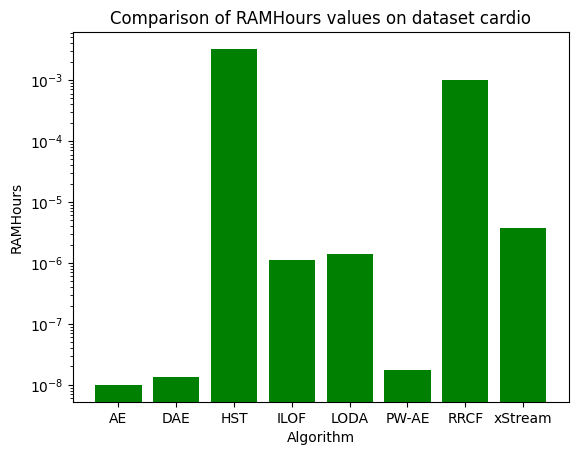 Comparison of RAMHours values on dataset cardio
RAMHours
10⁻³
10⁻⁴
10⁻⁵
10⁻⁶
10⁻⁷
10⁻⁸
AE DAE HST ILOF LODA PW-AE RRCF xStream
Algorithm